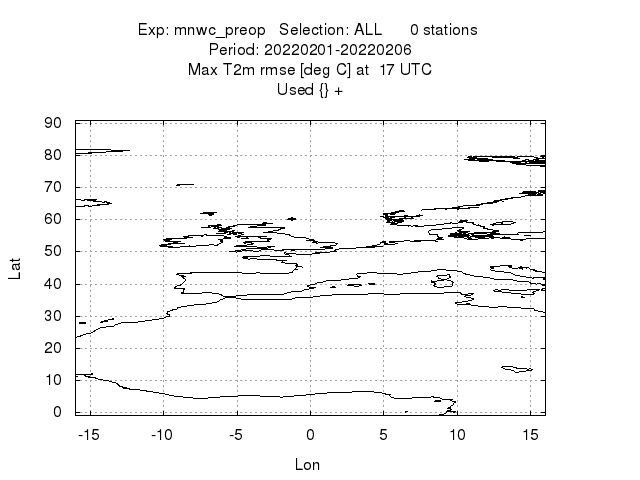 Exp: mnwc_preop   Selection: ALL      0 stations
Period: 20220201-20220206
Max T2m rmse [deg C] at  17 UTC
Used {} +
90
80
70
60
50
40
30
20
10
0
Lat
-15 -10 -5 0 5 10 15
Lon